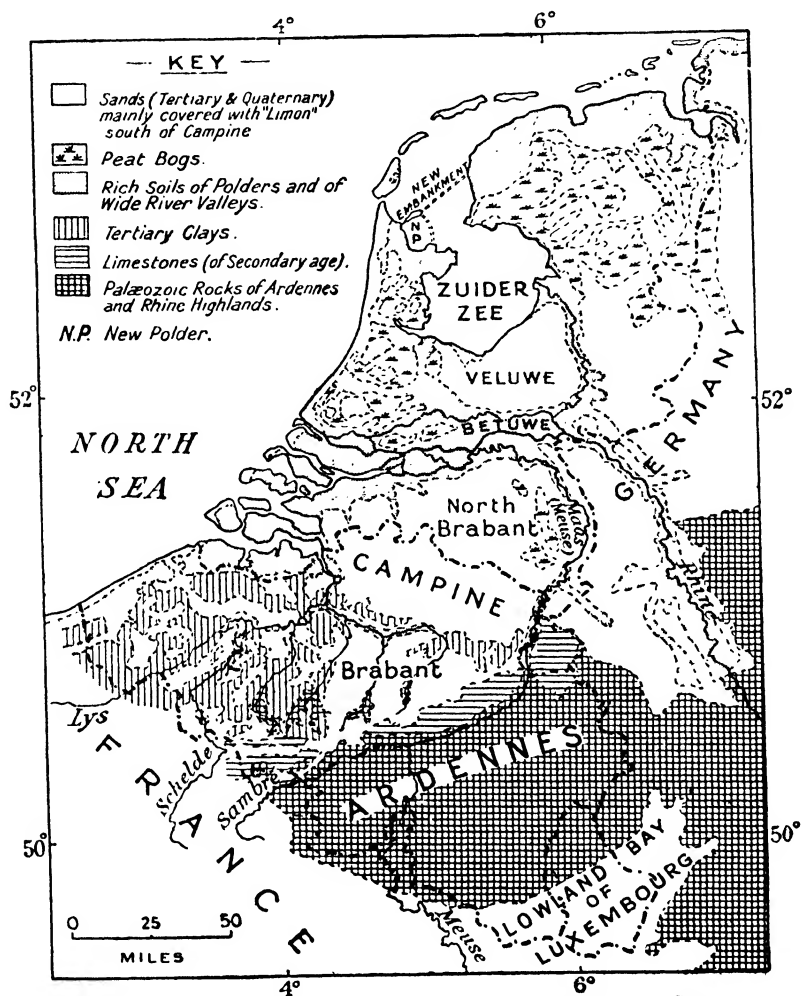 4°
6°
— KEY —
Sands (Tertiary & Quaternary)
mainly covered with "Limon"
south of Campine
Peat Bogs.
Rich Soils of Polders and of
Wide River Valleys.
Tertiary Clays.
Limestones (of Secondary age).
Palæozoic Rocks of Ardennes
and Rhine Highlands.
N.P. New Polder.
NEW
EMBANKMENT
N
P
ZUIDER
ZEE
VELUWE
BETUWE
52°
52°
NORTH
SEA
GERMANY
North
Brabant
Maas
(Meuse)
CAMPINE
Rhine
Brabant
Lys
Schelde
Sambre
FRANCE
ARDENNES
50°
50°
LOWLAND BAY
OF
LUXEMBOURG
Meuse
0 25 50
MILES
4°
6°